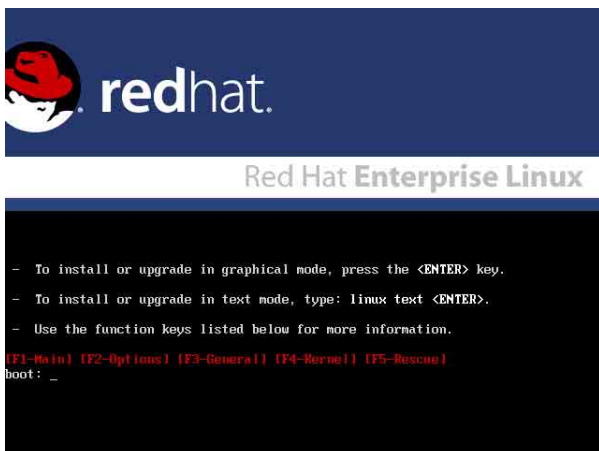 redhat.
Red Hat Enterprise Linux
- To install or upgrade in graphical mode, press the <ENTER> key.
- To install or upgrade in text mode, type: linux text <ENTER>.
- Use the function keys listed below for more information.
[F1-Main] [F2-Options] [F3-General] [F4-Kernel] [F5-Rescue]
boot: _